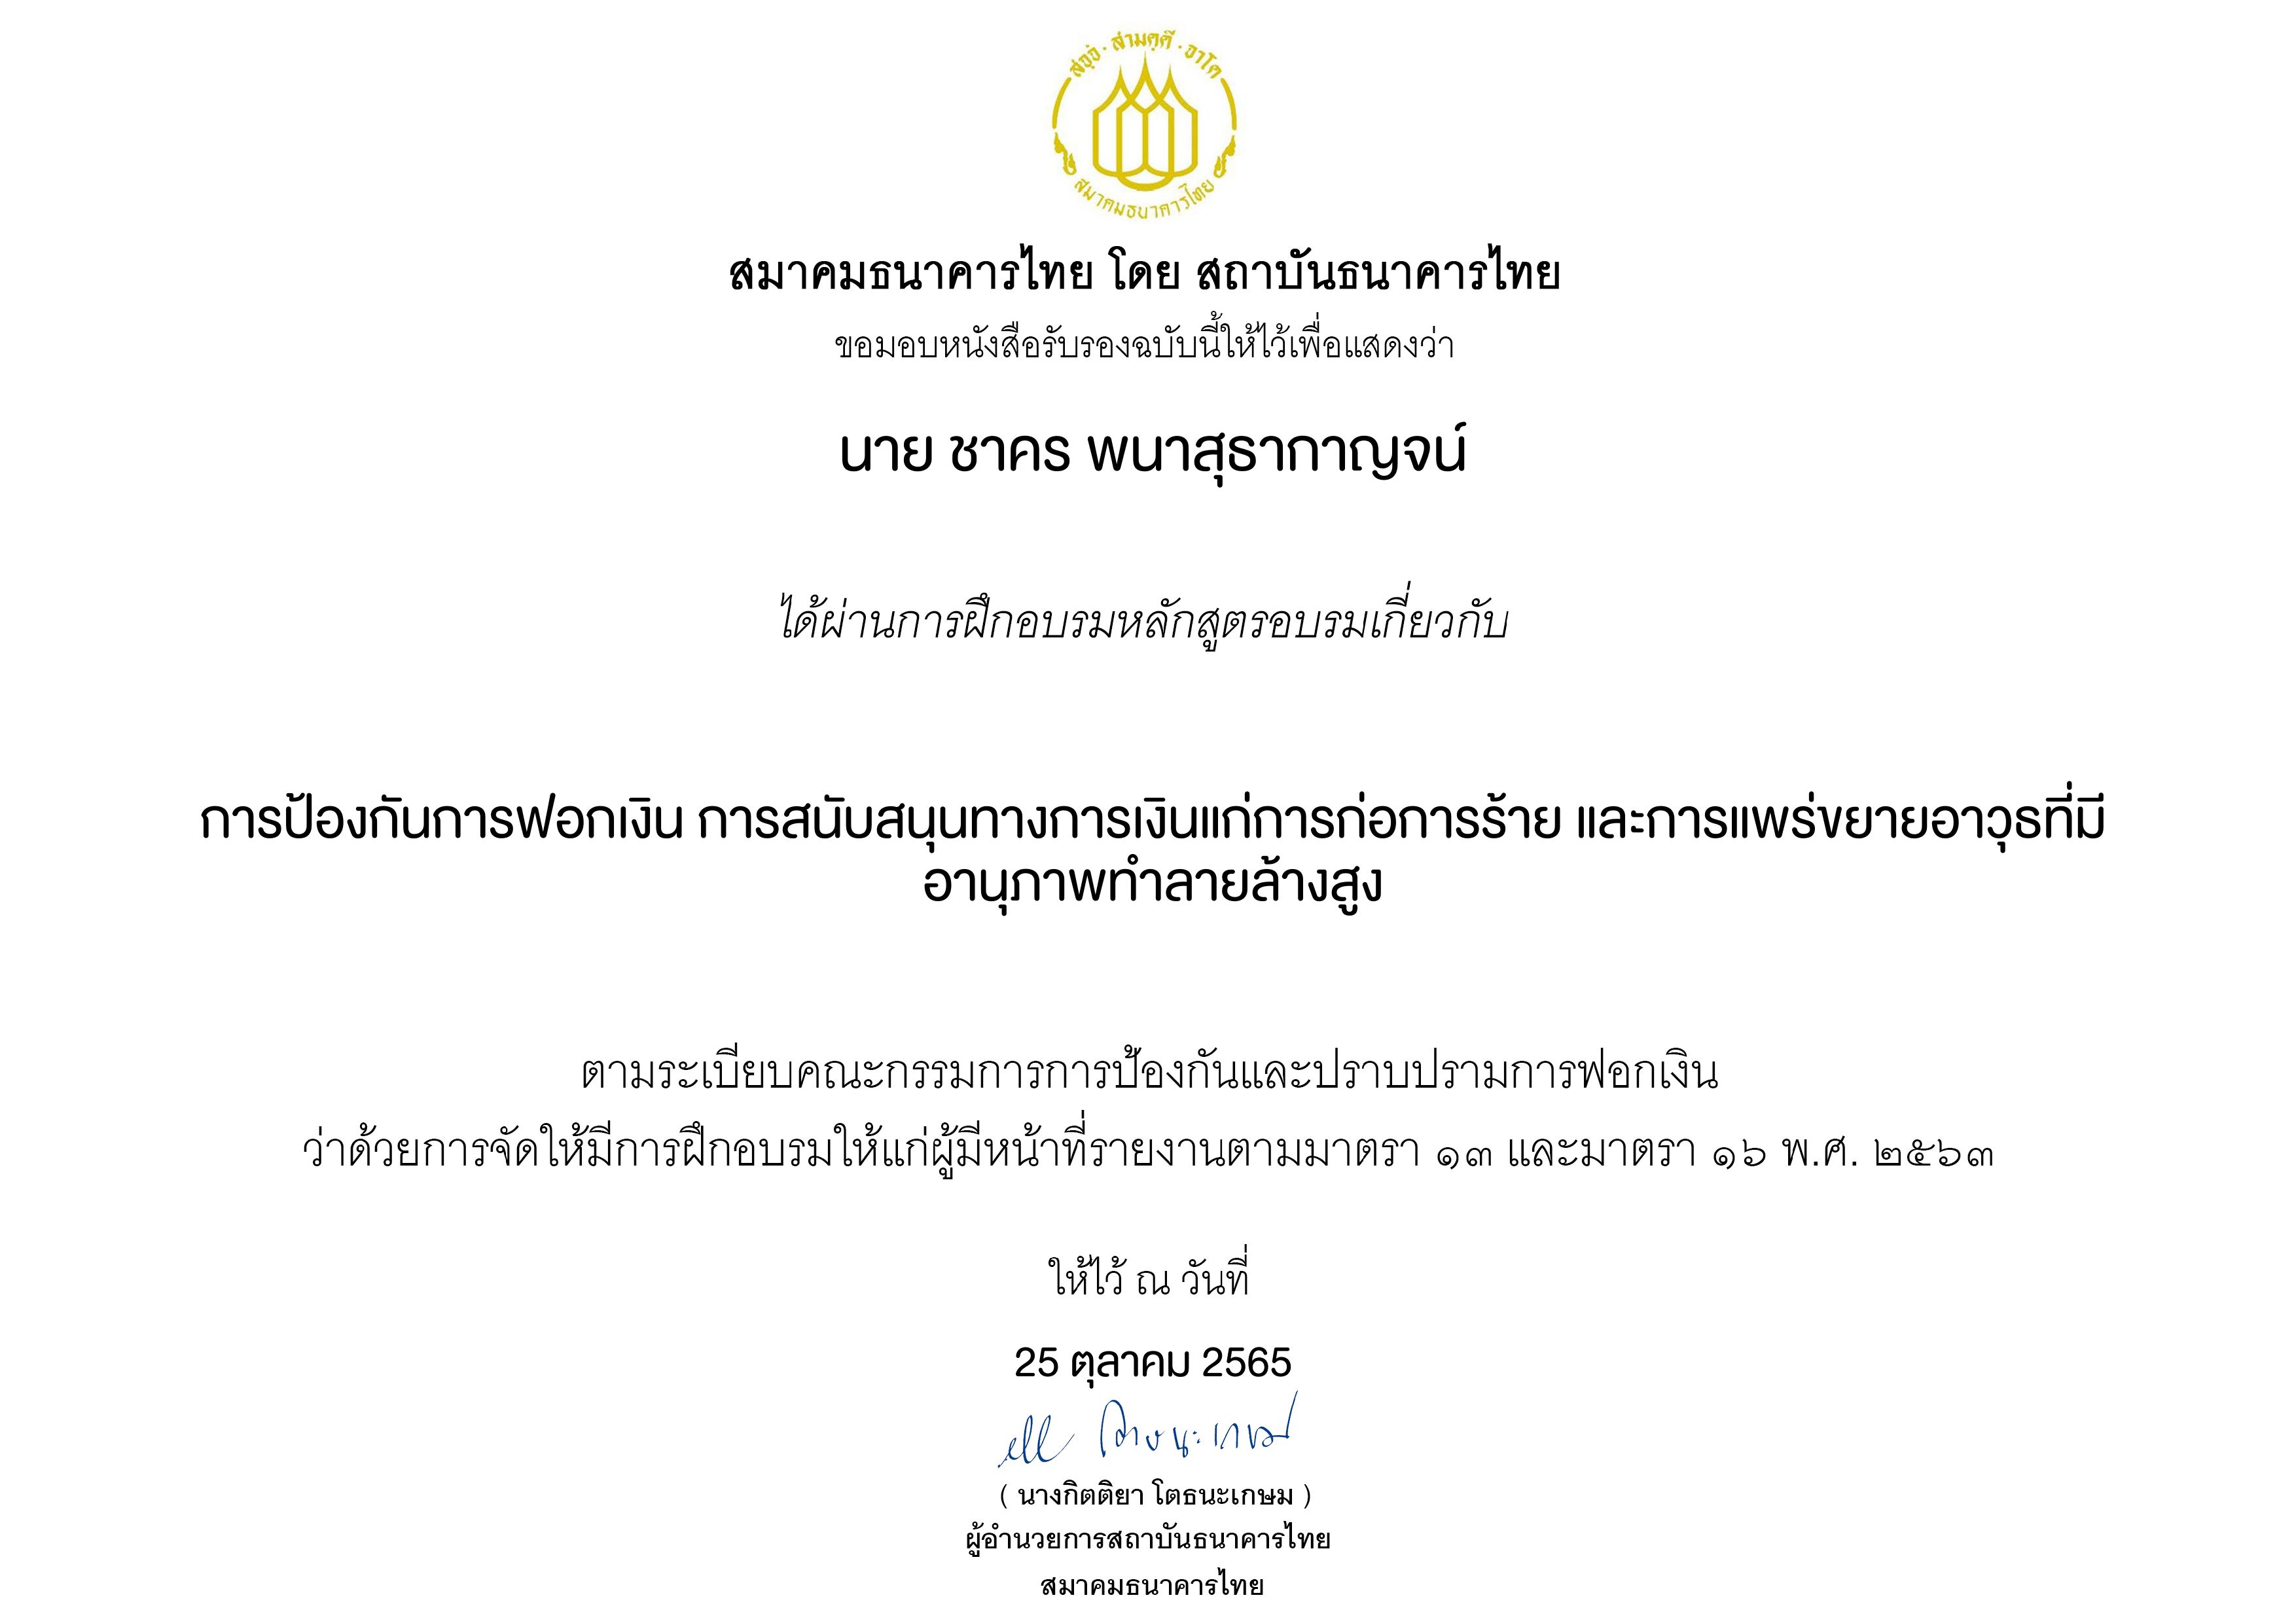 สจฺจํ · สามคฺคี · จาโค
สมาคมธนาคารไทย
สมาคมธนาคารไทย โดย สถาบันธนาคารไทย
ขอมอบหนังสือรับรองฉบับนี้ให้ไว้เพื่อแสดงว่า
นาย ชาคร พนาสุธากาญจน์
ได้ผ่านการฝึกอบรมหลักสูตรอบรมเกี่ยวกับ
การป้องกันการฟอกเงิน การสนับสนุนทางการเงินแก่การก่อการร้าย และการแพร่ขยายอาวุธที่มี
อานุภาพทำลายล้างสูง
ตามระเบียบคณะกรรมการการป้องกันและปราบปรามการฟอกเงิน
ว่าด้วยการจัดให้มีการฝึกอบรมให้แก่ผู้มีหน้าที่รายงานตามมาตรา ๑๓ และมาตรา ๑๖ พ.ศ. ๒๕๖๓
ให้ไว้ ณ วันที่
25 ตุลาคม 2565
( นางกิตติยา โตธนะเกษม )
ผู้อำนวยการสถาบันธนาคารไทย
สมาคมธนาคารไทย